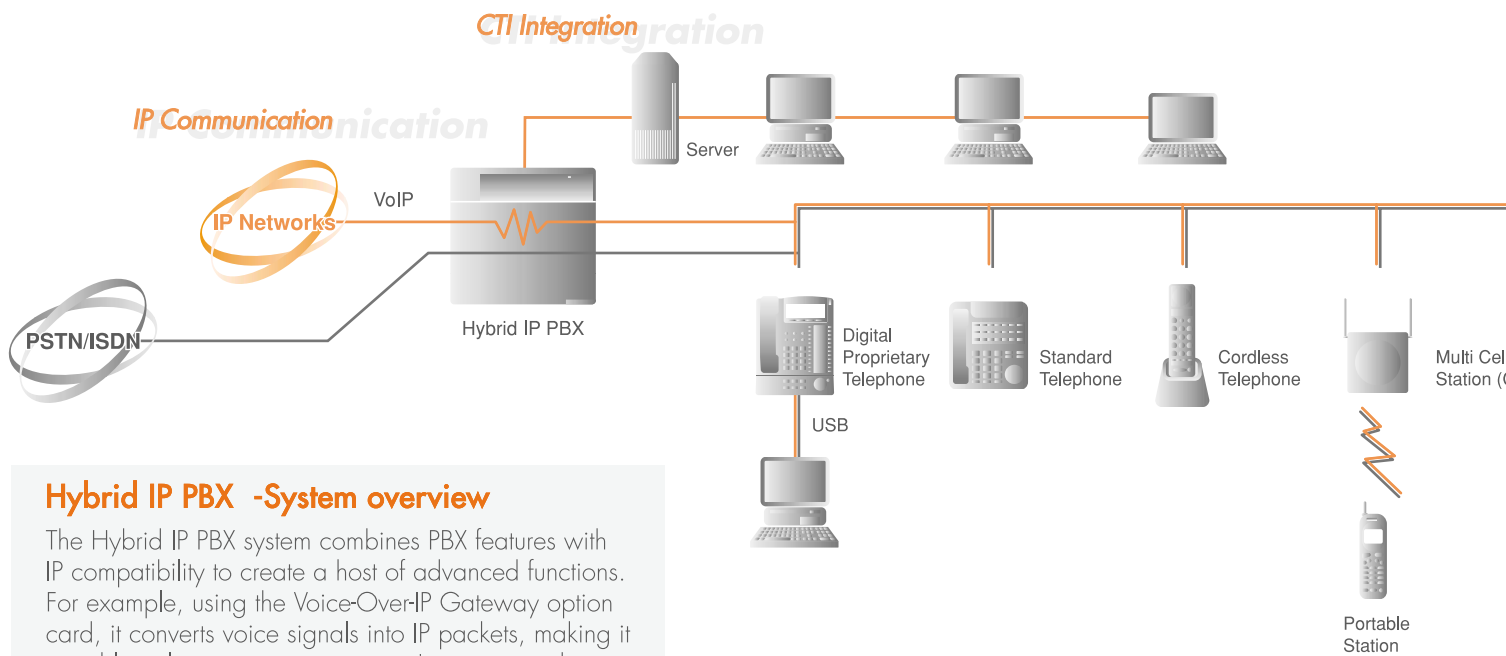 CTI Integration
IP Communication
Server
VoIP
IP Networks
Hybrid IP PBX
PSTN/ISDN
Digital
Proprietary
Telephone
Standard
Telephone
Cordless
Telephone
Multi Cel
Station (
USB
Portable
Station
Hybrid IP PBX -System overview
The Hybrid IP PBX system combines PBX features with
IP compatibility to create a host of advanced functions.
For example, using the Voice-Over-IP Gateway option
card, it converts voice signals into IP packets, making it